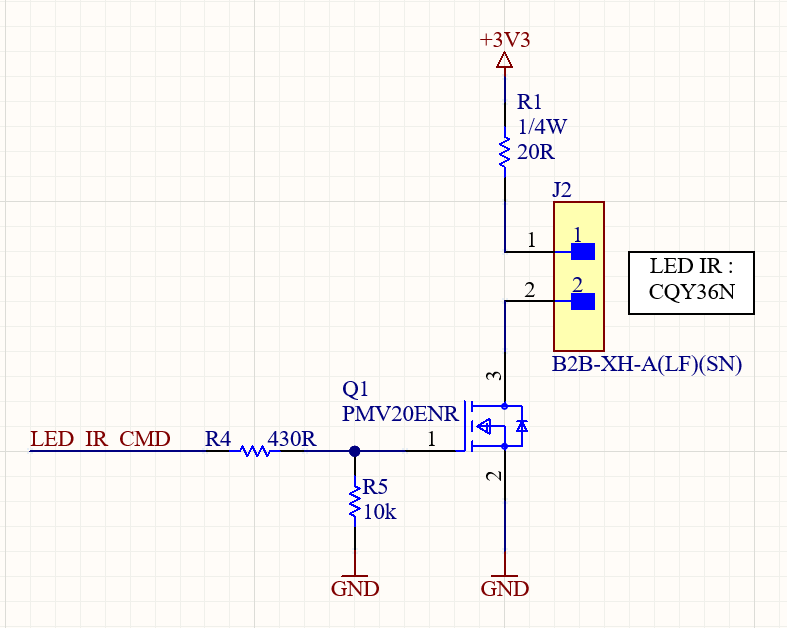 +3V3
R1
1/4W
20R
J2
1 1
2 2
LED IR :
CQY36N
B2B-XH-A(LF)(SN)
3
Q1
PMV20ENR
LED_IR_CMD R4 430R 1
2
R5
10k
GND GND